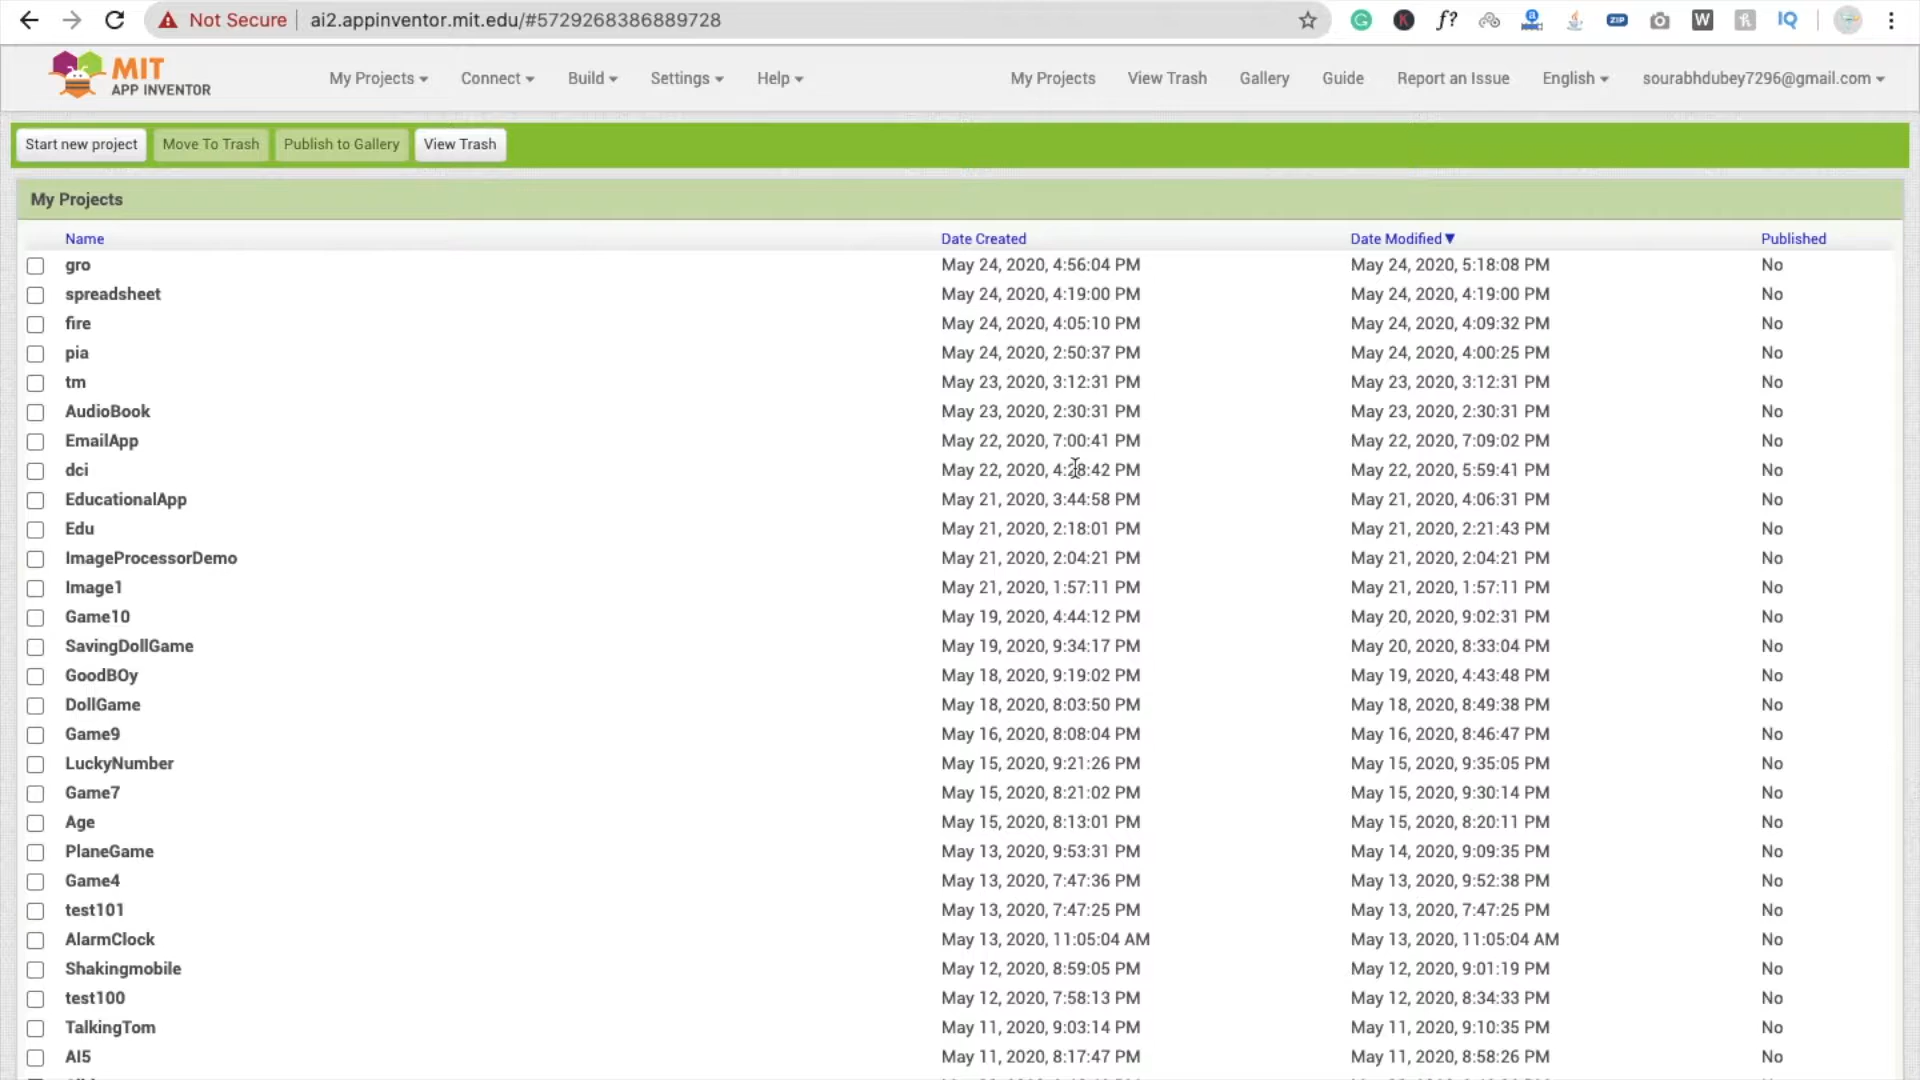 Not Secure ai2.appinventor.mit.edu/#5729268386889728
MIT
APP INVENTOR
My Projects Connect Build Settings Help My Projects View Trash Gallery Guide Report an Issue English sourabhdubey7296@gmail.com
Start new project Move To Trash Publish to Gallery View Trash
My Projects
Name Date Created Date Modified Published
gro May 24, 2020, 4:56:04 PM May 24, 2020, 5:18:08 PM No
spreadsheet May 24, 2020, 4:19:00 PM May 24, 2020, 4:19:00 PM No
fire May 24, 2020, 4:05:10 PM May 24, 2020, 4:09:32 PM No
pia May 24, 2020, 2:50:37 PM May 24, 2020, 4:00:25 PM No
tm May 23, 2020, 3:12:31 PM May 23, 2020, 3:12:31 PM No
AudioBook May 23, 2020, 2:30:31 PM May 23, 2020, 2:30:31 PM No
EmailApp May 22, 2020, 7:00:41 PM May 22, 2020, 7:09:02 PM No
dci May 22, 2020, 4:28:42 PM May 22, 2020, 5:59:41 PM No
EducationalApp May 21, 2020, 3:44:58 PM May 21, 2020, 4:06:31 PM No
Edu May 21, 2020, 2:18:01 PM May 21, 2020, 2:21:43 PM No
ImageProcessorDemo May 21, 2020, 2:04:21 PM May 21, 2020, 2:04:21 PM No
Image1 May 21, 2020, 1:57:11 PM May 21, 2020, 1:57:11 PM No
Game10 May 19, 2020, 4:44:12 PM May 20, 2020, 9:02:31 PM No
SavingDollGame May 19, 2020, 9:34:17 PM May 20, 2020, 8:33:04 PM No
GoodBOy May 18, 2020, 9:19:02 PM May 19, 2020, 4:43:48 PM No
DollGame May 18, 2020, 8:03:50 PM May 18, 2020, 8:49:38 PM No
Game9 May 16, 2020, 8:08:04 PM May 16, 2020, 8:46:47 PM No
LuckyNumber May 15, 2020, 9:21:26 PM May 15, 2020, 9:35:05 PM No
Game7 May 15, 2020, 8:21:02 PM May 15, 2020, 9:30:14 PM No
Age May 15, 2020, 8:13:01 PM May 15, 2020, 8:20:11 PM No
PlaneGame May 13, 2020, 9:53:31 PM May 14, 2020, 9:09:35 PM No
Game4 May 13, 2020, 7:47:36 PM May 13, 2020, 9:52:38 PM No
test101 May 13, 2020, 7:47:25 PM May 13, 2020, 7:47:25 PM No
AlarmClock May 13, 2020, 11:05:04 AM May 13, 2020, 11:05:04 AM No
Shakingmobile May 12, 2020, 8:59:05 PM May 12, 2020, 9:01:19 PM No
test100 May 12, 2020, 7:58:13 PM May 12, 2020, 8:34:33 PM No
TalkingTom May 11, 2020, 9:03:14 PM May 11, 2020, 9:10:35 PM No
AI5 May 11, 2020, 8:17:47 PM May 11, 2020, 8:58:26 PM No